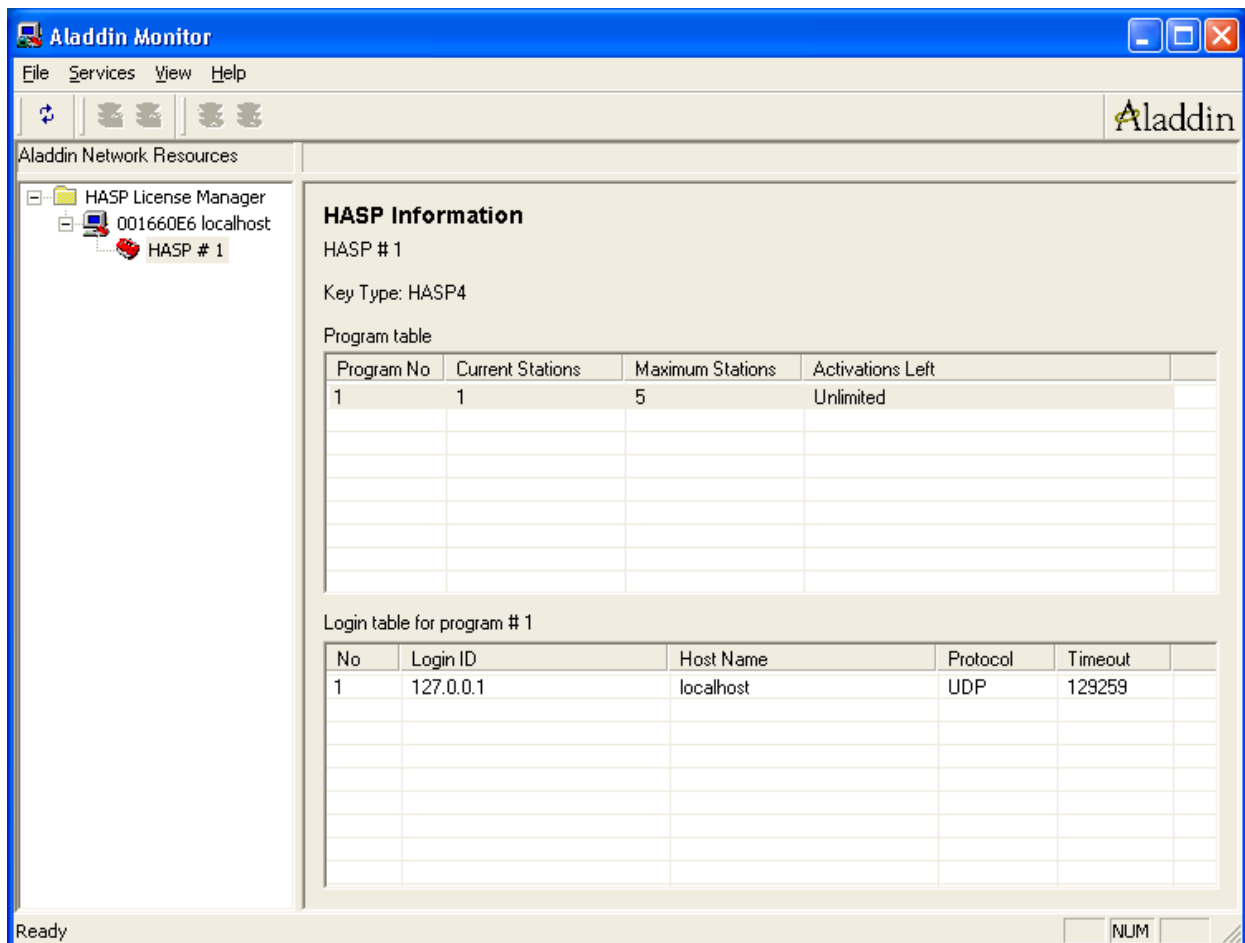 Aladdin Monitor
File Services View Help
Aladdin
Aladdin Network Resources
HASP License Manager
001660E6 localhost
HASP # 1
HASP Information
HASP # 1
Key Type: HASP4
Program table
Program No Current Stations Maximum Stations Activations Left
1 1 5 Unlimited
Login table for program # 1
No Login ID Host Name Protocol Timeout
1 127.0.0.1 localhost UDP 129259
Ready NUM